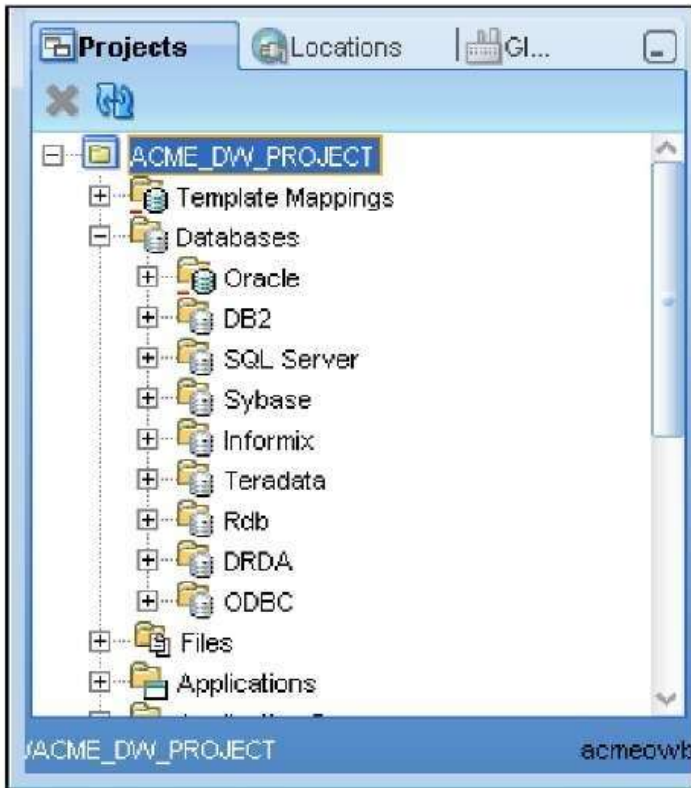 Projects Locations Gl...
ACME_DW_PROJECT
Template Mappings
Databases
Oracle
DB2
SQL Server
Sybase
Informix
Teradata
Rdb
DRDA
ODBC
Files
Applications
/ACME_DW_PROJECT acmeowb